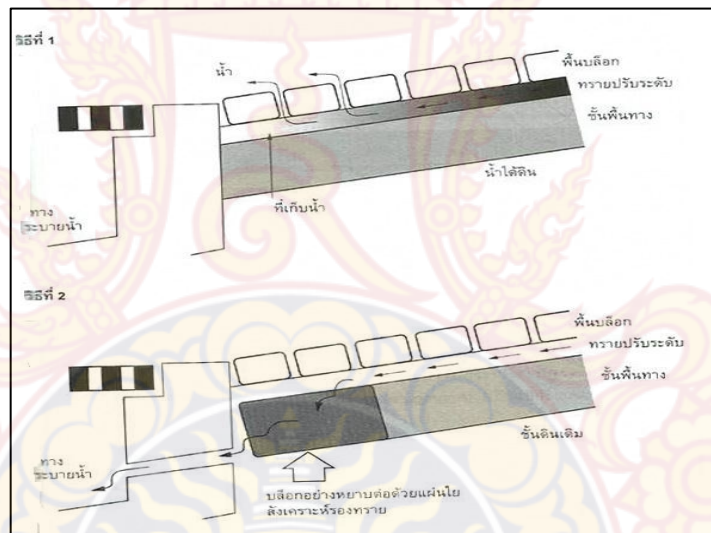 วิธีที่ 1
น้ำ
พื้นบล็อก
ทรายปรับระดับ
ชั้นพื้นทาง
น้ำใต้ดิน
ที่เก็บน้ำ
ทาง
ระบายน้ำ
วิธีที่ 2
พื้นบล็อก
ทรายปรับระดับ
ชั้นพื้นทาง
ชั้นดินเดิม
ทาง
ระบายน้ำ
บล็อกอย่างหยาบต่อด้วยแผ่นใย
สังเคราะห์รองทราย